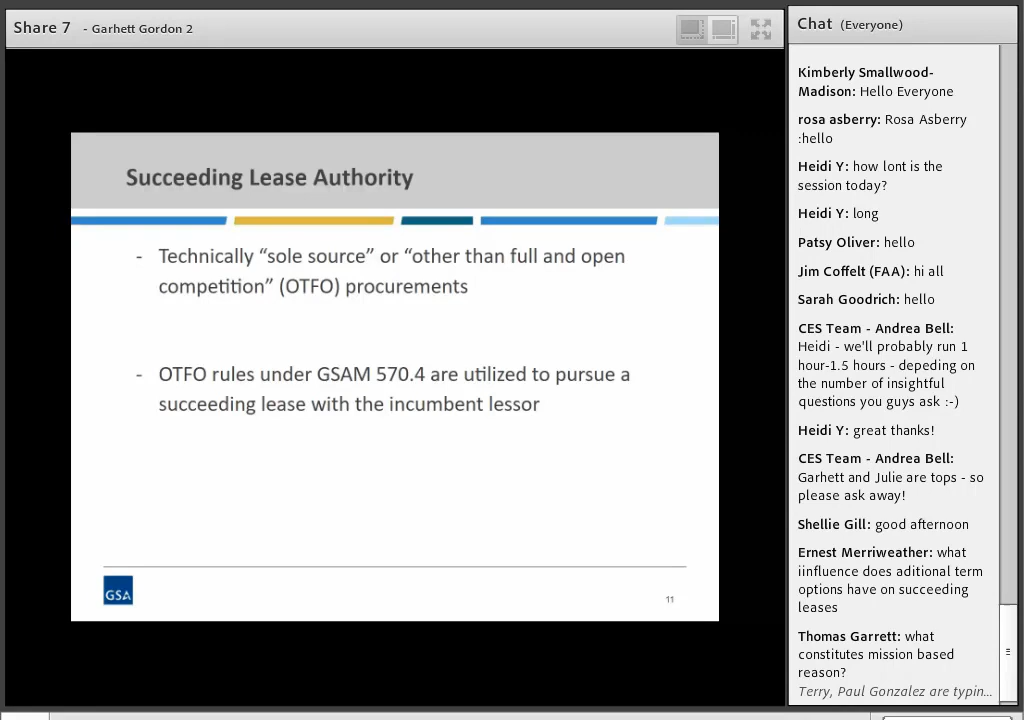 Share 7 - Garhett Gordon 2
Succeeding Lease Authority
- Technically “sole source” or “other than full and open
competition” (OTFO) procurements
- OTFO rules under GSAM 570.4 are utilized to pursue a
succeeding lease with the incumbent lessor
GSA
11
Chat (Everyone)
Kimberly Smallwood-
Madison: Hello Everyone
rosa asberry: Rosa Asberry
:hello
Heidi Y: how lont is the
session today?
Heidi Y: long
Patsy Oliver: hello
Jim Coffelt (FAA): hi all
Sarah Goodrich: hello
CES Team - Andrea Bell:
Heidi - we'll probably run 1
hour-1.5 hours - depeding on
the number of insightful
questions you guys ask :-)
Heidi Y: great thanks!
CES Team - Andrea Bell:
Garhett and Julie are tops - so
please ask away!
Shellie Gill: good afternoon
Ernest Merriweather: what
iinfluence does aditional term
options have on succeeding
leases
Thomas Garrett: what
constitutes mission based
reason?
Terry, Paul Gonzalez are typin...